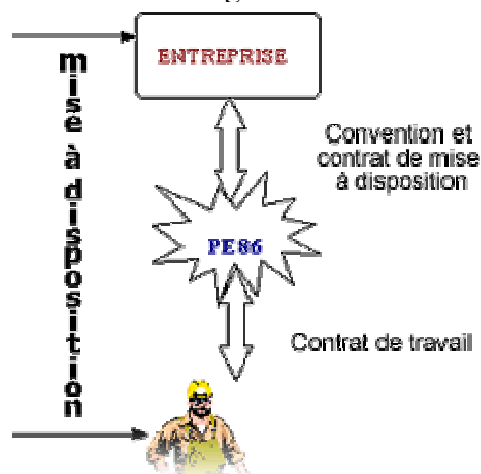 ENTREPRISE
mise à disposition
Convention et
contrat de mise
à disposition
PE86
Contrat de travail